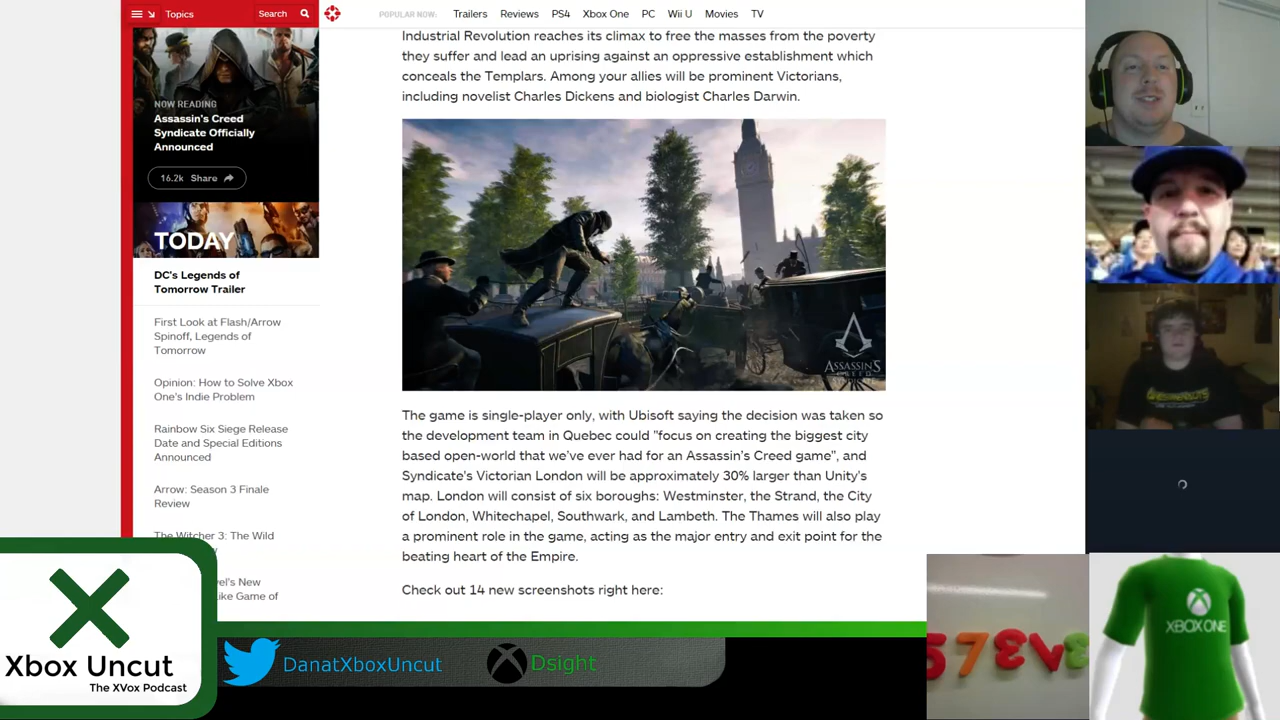 Topics
Search
POPULAR NOW:
Trailers
Reviews
PS4
Xbox One
PC
Wii U
Movies
TV
NOW READING
Assassin's Creed
Syndicate Officially
Announced
16.2k Share
TODAY
DC's Legends of
Tomorrow Trailer
First Look at Flash/Arrow
Spinoff, Legends of
Tomorrow
Opinion: How to Solve Xbox
One's Indie Problem
Rainbow Six Siege Release
Date and Special Editions
Announced
Arrow: Season 3 Finale
Review
The Witcher 3: The Wild
vel's New
ike Game of
Industrial Revolution reaches its climax to free the masses from the poverty
they suffer and lead an uprising against an oppressive establishment which
conceals the Templars. Among your allies will be prominent Victorians,
including novelist Charles Dickens and biologist Charles Darwin.
ASSASSIN'S
CREED
SYNDICATE
The game is single-player only, with Ubisoft saying the decision was taken so
the development team in Quebec could "focus on creating the biggest city
based open-world that we've ever had for an Assassin's Creed game", and
Syndicate's Victorian London will be approximately 30% larger than Unity's
map. London will consist of six boroughs: Westminster, the Strand, the City
of London, Whitechapel, Southwark, and Lambeth. The Thames will also play
a prominent role in the game, acting as the major entry and exit point for the
beating heart of the Empire.
Check out 14 new screenshots right here:
Xbox Uncut
The XVox Podcast
DanatXboxUncut
Dsight
XBOX ONE